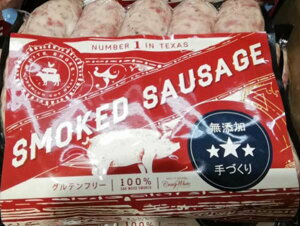 NUMBER 1 IN TEXAS
SMOKED SAUSAGE
無添加
手づくり
グルテンフリー
100%